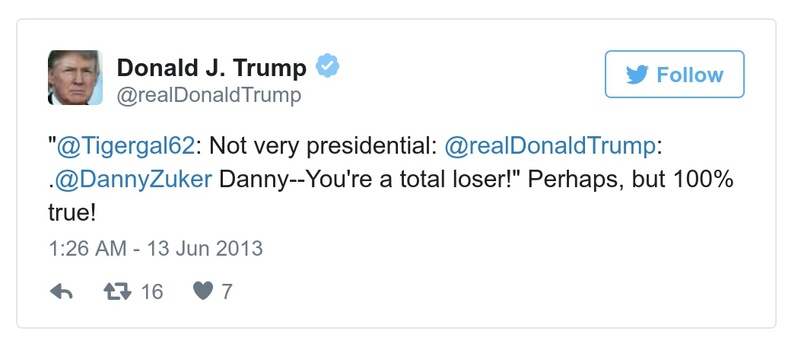 Donald J. Trump
@realDonaldTrump
Follow
"@Tigergal62: Not very presidential: @realDonaldTrump:
.@DannyZuker Danny--You're a total loser!" Perhaps, but 100%
true!
1:26 AM - 13 Jun 2013
16 7